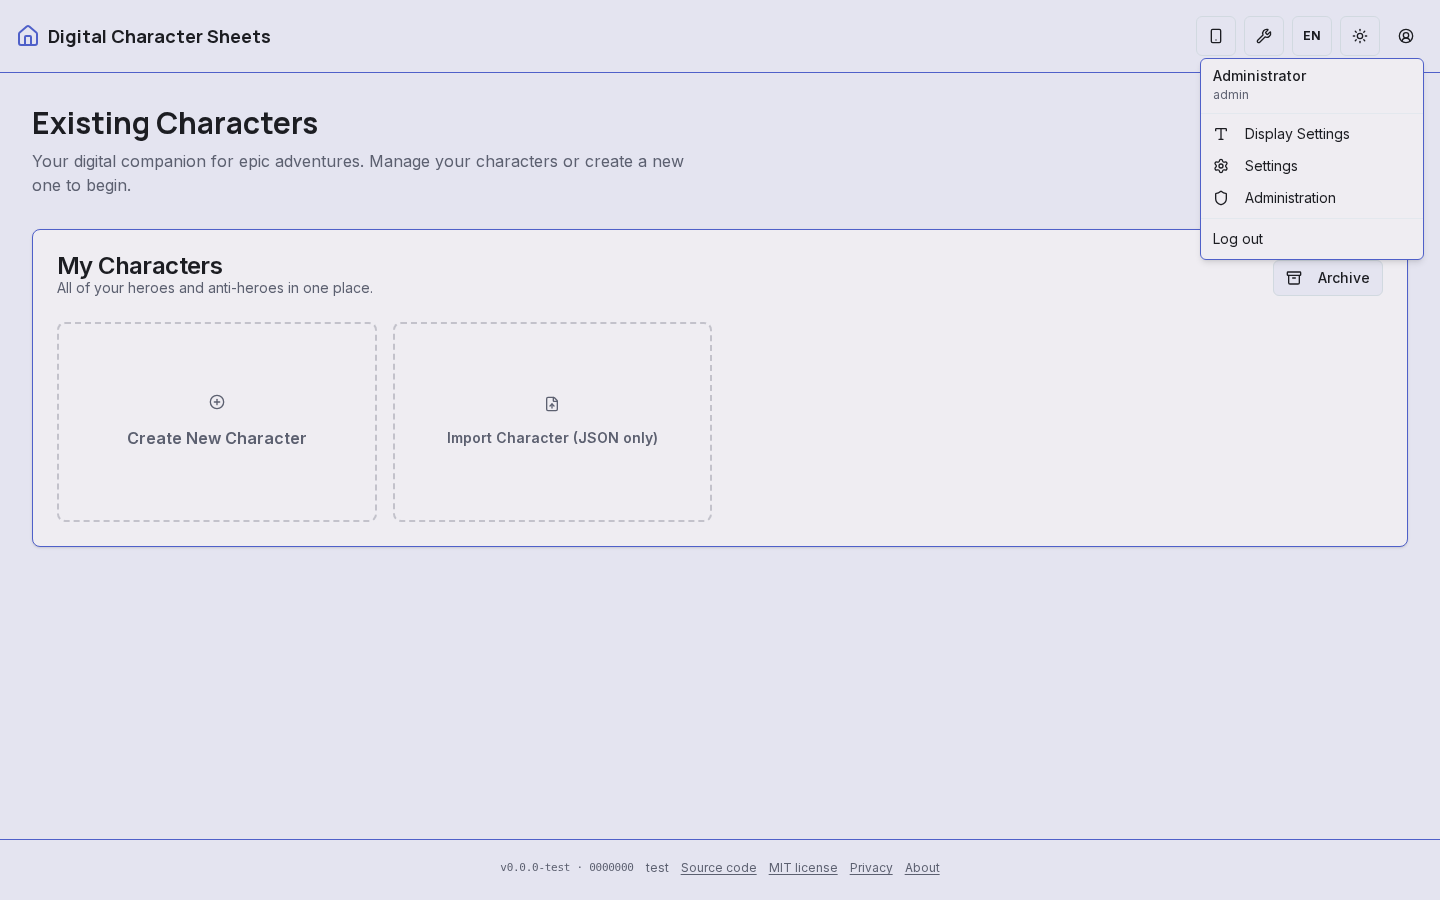 Digital Character Sheets
EN
Administrator
admin
Display Settings
Settings
Administration
Log out
Existing Characters
Your digital companion for epic adventures. Manage your characters or create a new
one to begin.
My Characters
All of your heroes and anti-heroes in one place.
Archive
Create New Character
Import Character (JSON only)
v0.0.0-test · 0000000 test Source code MIT license Privacy About